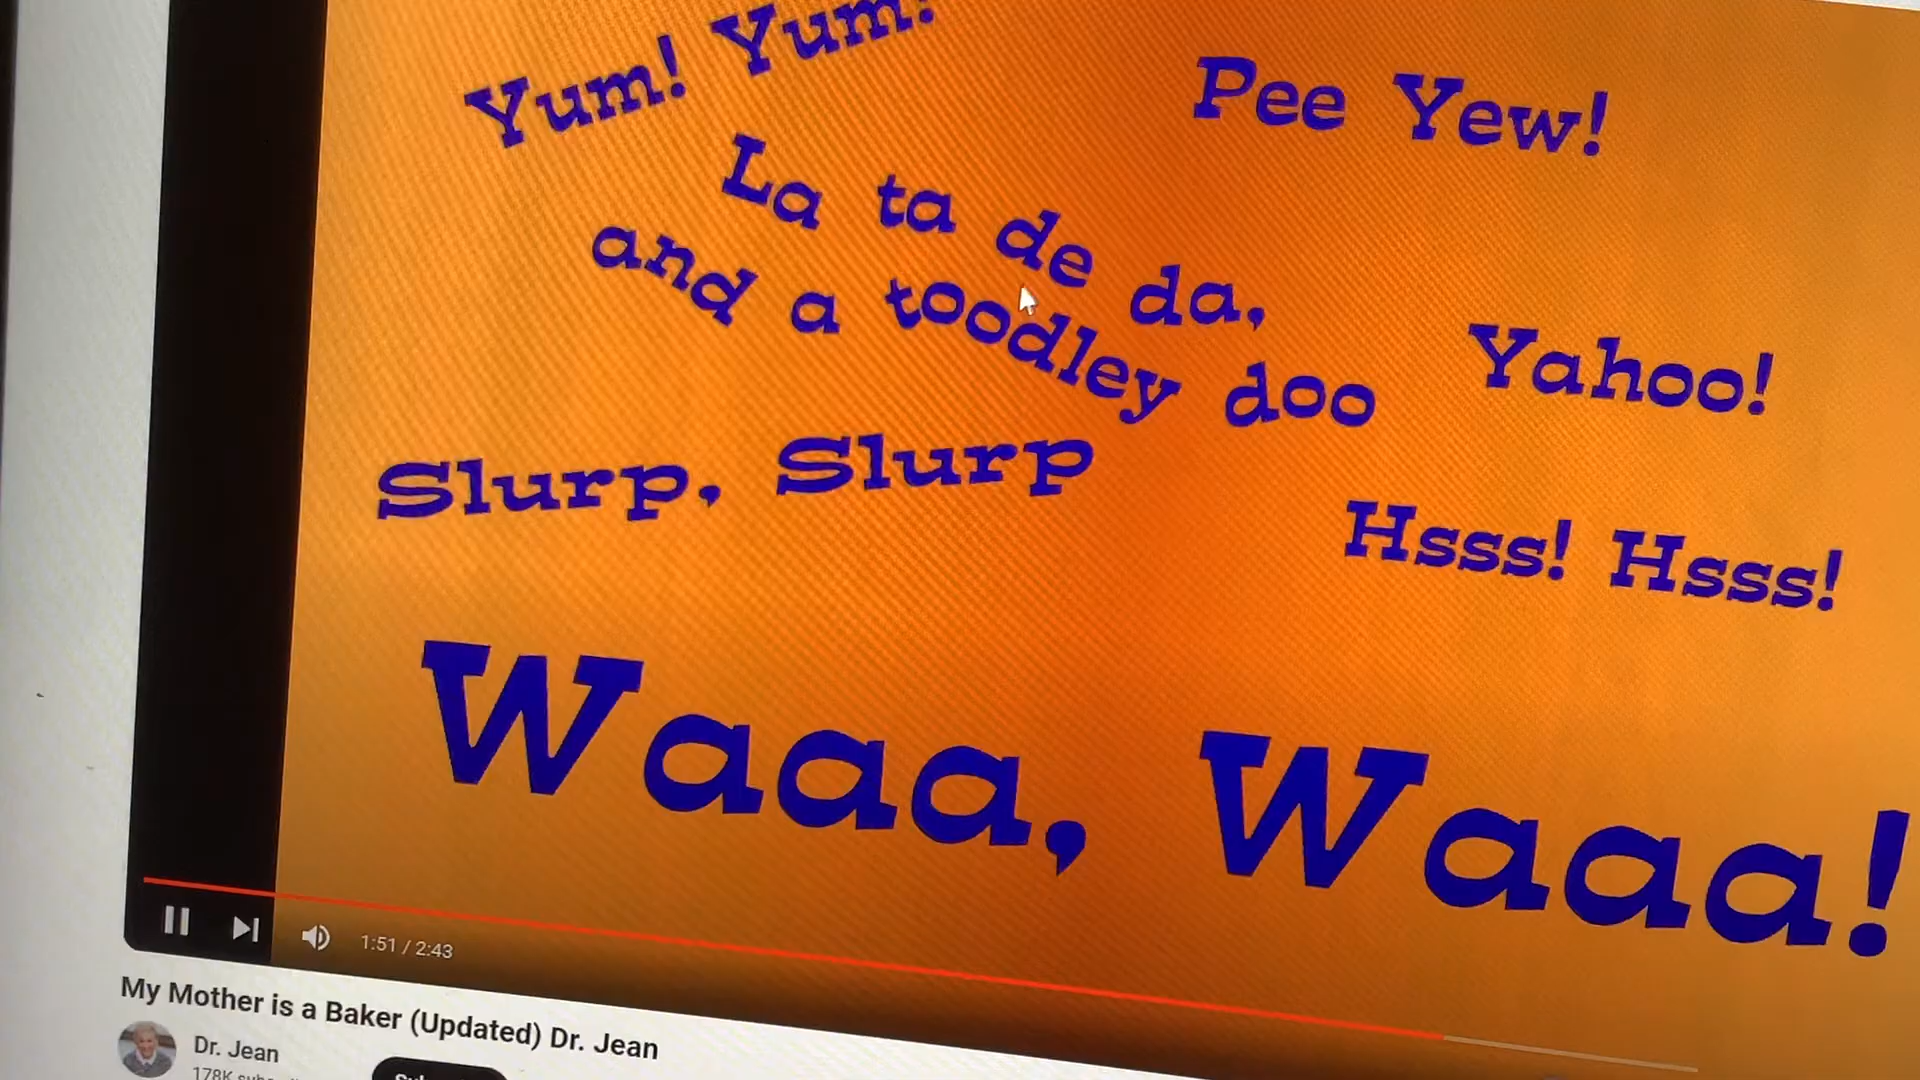 Yum! Yum!
Pee Yew!
La ta de da,
and a toodley doo
Yahoo!
Slurp, Slurp
Hsss! Hsss!
Waaa, Waaa!
1:51 / 2:43
My Mother is a Baker (Updated) Dr. Jean
Dr. Jean
178K